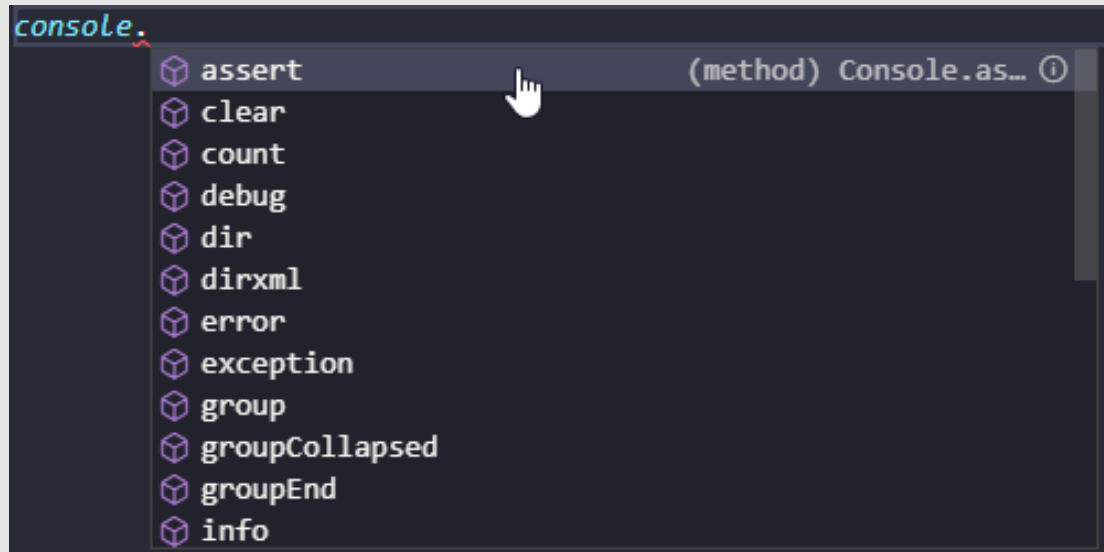 console.
assert (method) Console.as…
clear
count
debug
dir
dirxml
error
exception
group
groupCollapsed
groupEnd
info